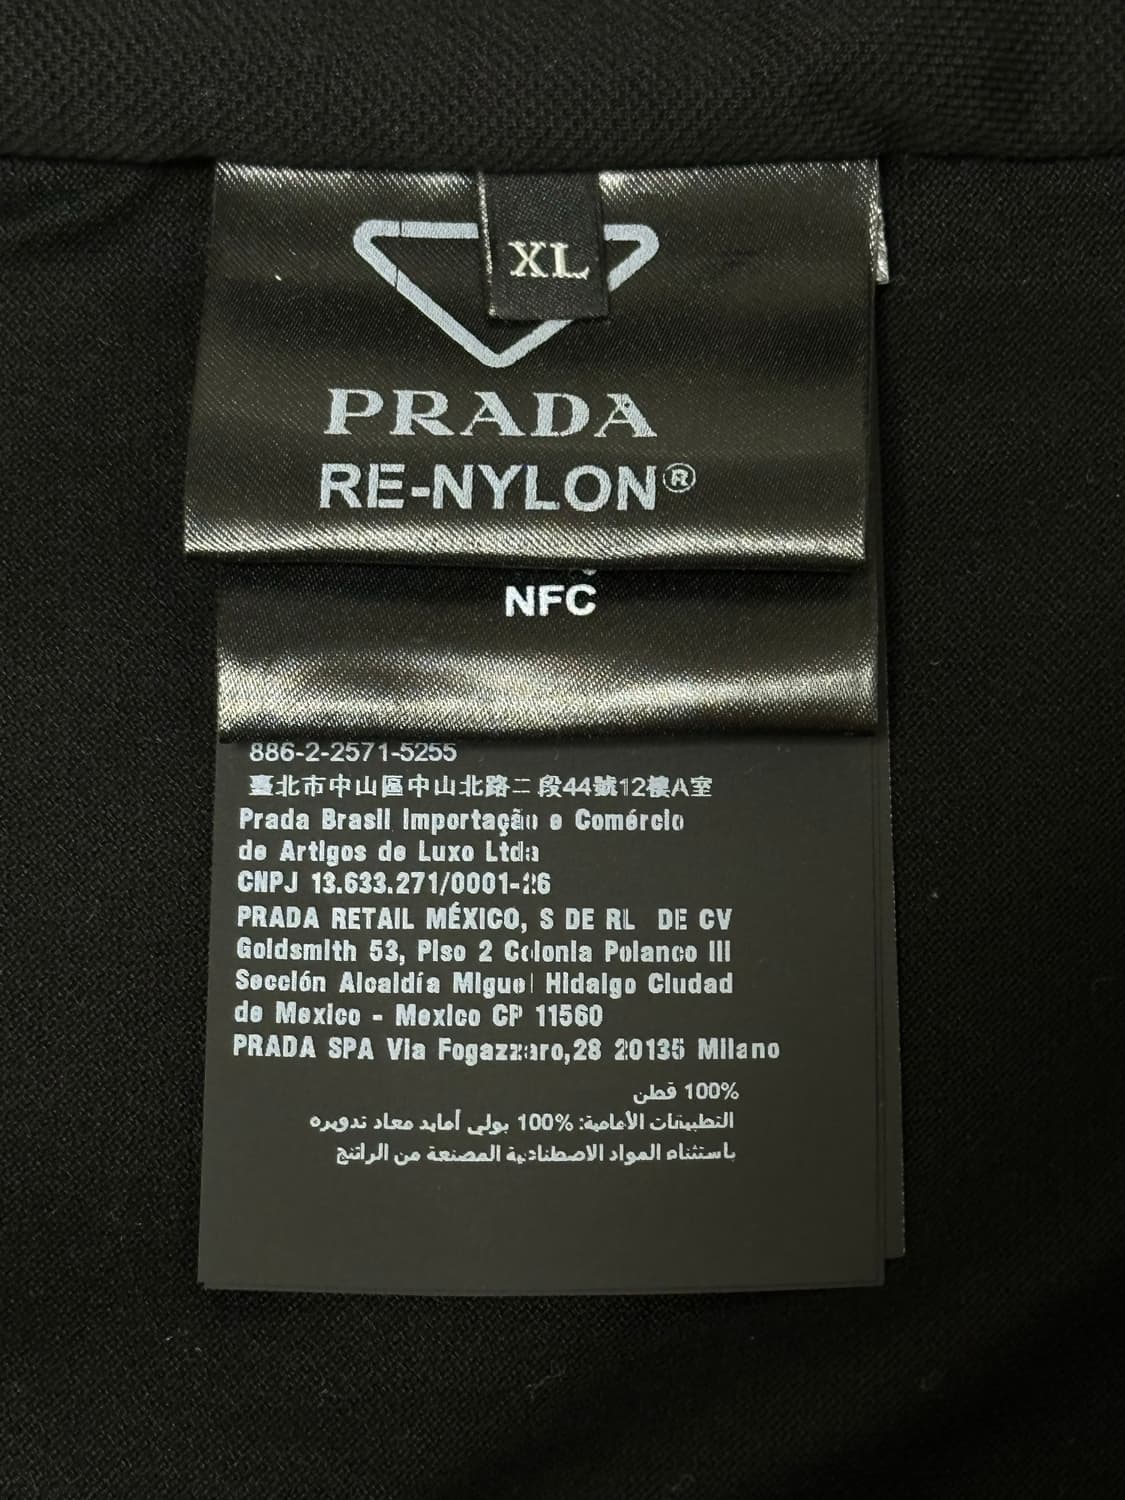 XL
PRADA
RE-NYLON®
NFC
886-2-2571-5255
臺北市中山區中山北路二段44號12樓A室
Prada Brasil Importação e Comércio
de Artigos de Luxo Ltda
CNPJ 13.633.271/0001-26
PRADA RETAIL MÉXICO, S DE RL DE CV
Goldsmith 53, Piso 2 Colonia Polanco III
Sección Alcaldía Miguel Hidalgo Ciudad
de Mexico - Mexico CP 11560
PRADA SPA Via Fogazzaro,28 20135 Milano
100% قطن
التطبيقات الأمامية: 100% بولي أمايد معاد تدويره
باستثناء المواد الاصطناعية المصنعة من الراتنج